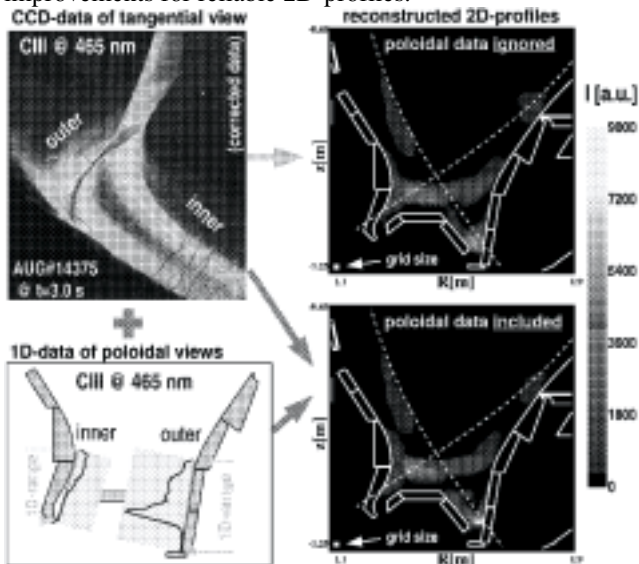 improvements for reliable 2D-profiles.
CCD-data of tangential view
CIII @ 465 nm
(corrected data)
outer
inner
AUG#14375
@ t=3.0 s
1D-data of poloidal views
CIII @ 465 nm
inner
outer
1D-range
1D-range
reconstructed 2D-profiles
poloidal data ignored
z[m]
grid size
R[m]
poloidal data included
z[m]
grid size
R[m]
I [a.u.]
9000
7200
5400
3600
1800
0